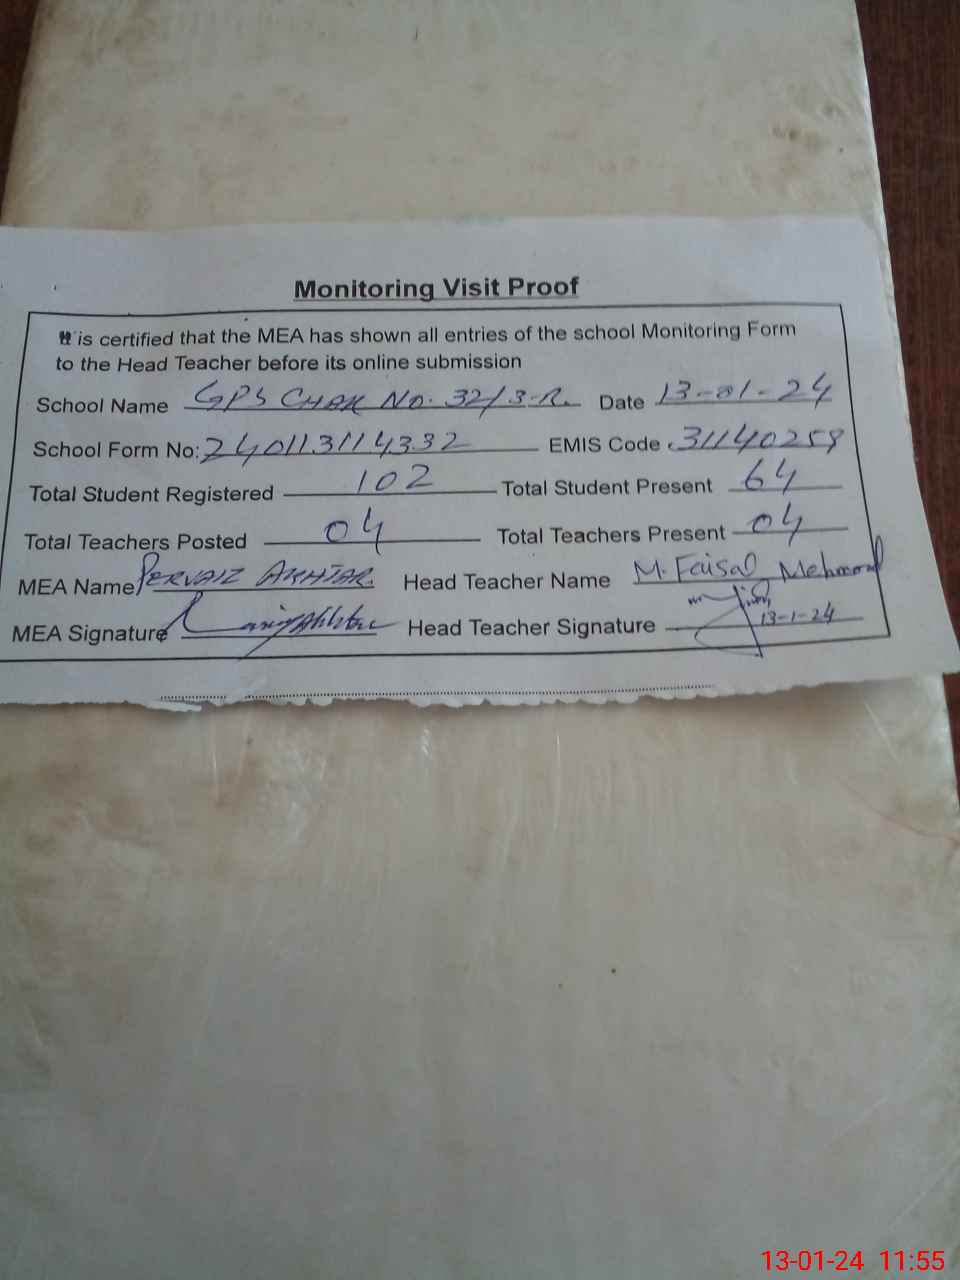 Monitoring Visit Proof
It is certified that the MEA has shown all entries of the school Monitoring Form
to the Head Teacher before its online submission
School Name GPS CHAK No. 32/3-R. Date 13-01-24
School Form No: 240113114332 EMIS Code 31140259
Total Student Registered 102 Total Student Present 64
Total Teachers Posted 04 Total Teachers Present 04
MEA Name PERVAIZ AKHTAR. Head Teacher Name M. Faisal Mehmood
MEA Signature Head Teacher Signature
13-1-24
13-01-24 11:55